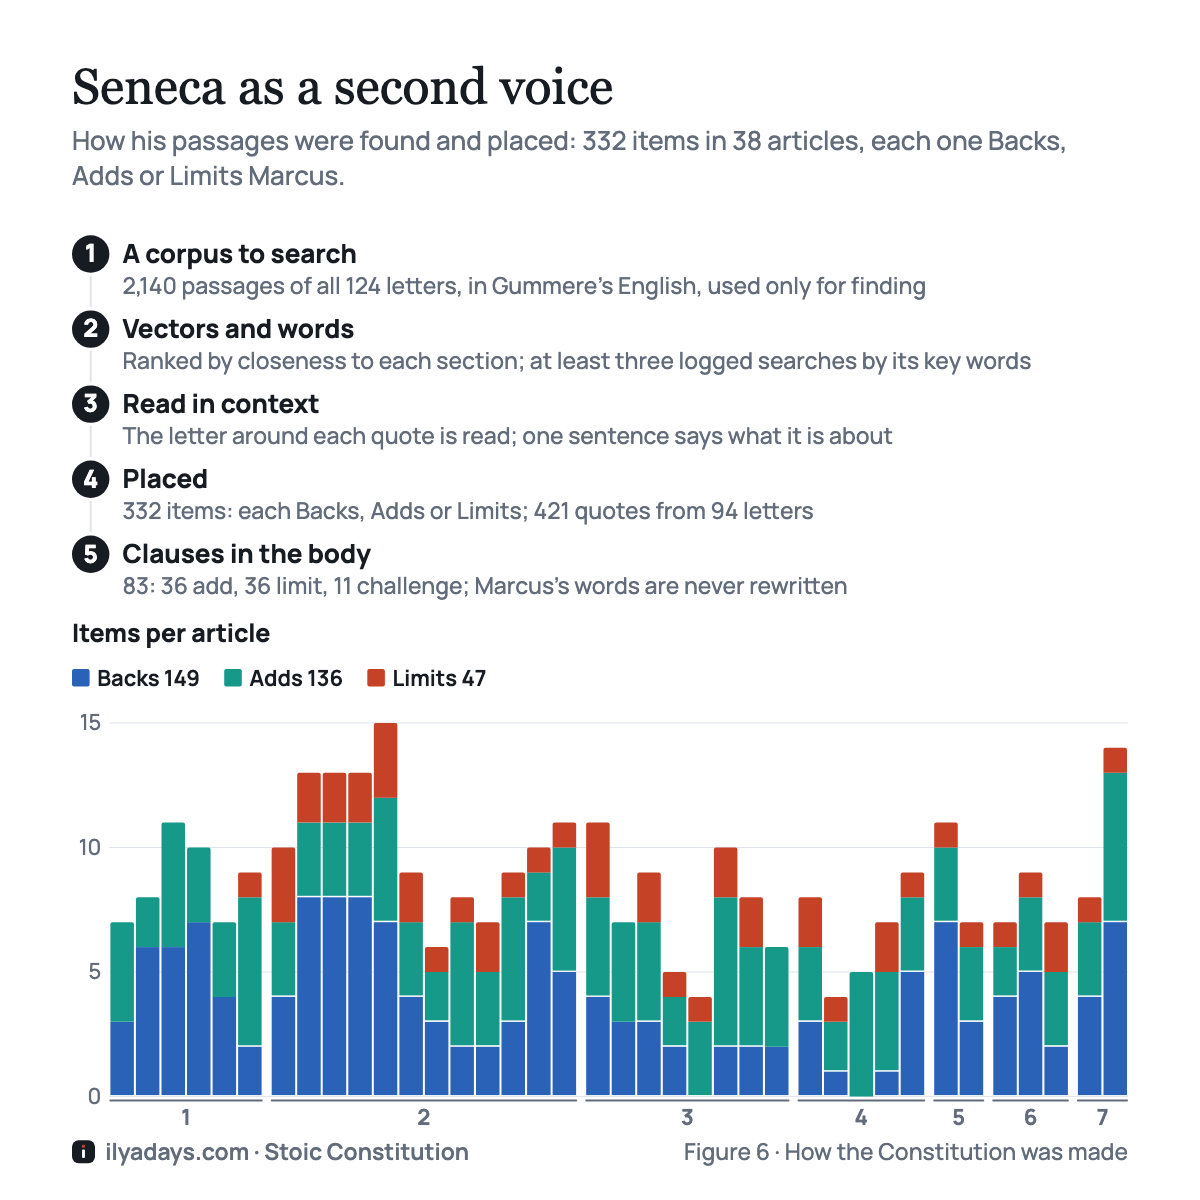 Seneca as a second voice
How his passages were found and placed: 332 items in 38 articles, each one Backs,
Adds or Limits Marcus.
1 A corpus to search
2,140 passages of all 124 letters, in Gummere’s English, used only for finding
2 Vectors and words
Ranked by closeness to each section; at least three logged searches by its key words
3 Read in context
The letter around each quote is read; one sentence says what it is about
4 Placed
332 items: each Backs, Adds or Limits; 421 quotes from 94 letters
5 Clauses in the body
83: 36 add, 36 limit, 11 challenge; Marcus’s words are never rewritten
Items per article
Backs 149 Adds 136 Limits 47
15
10
5
0
1 2 3 4 5 6 7
i ilyadays.com · Stoic Constitution Figure 6 · How the Constitution was made